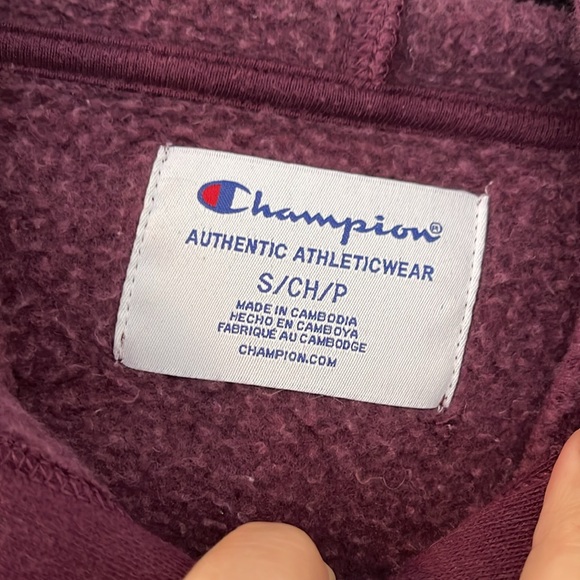 Champion®
AUTHENTIC ATHLETICWEAR
S/CH/P
MADE IN CAMBODIA
HECHO EN CAMBOYA
FABRIQUÉ AU CAMBODGE
CHAMPION.COM